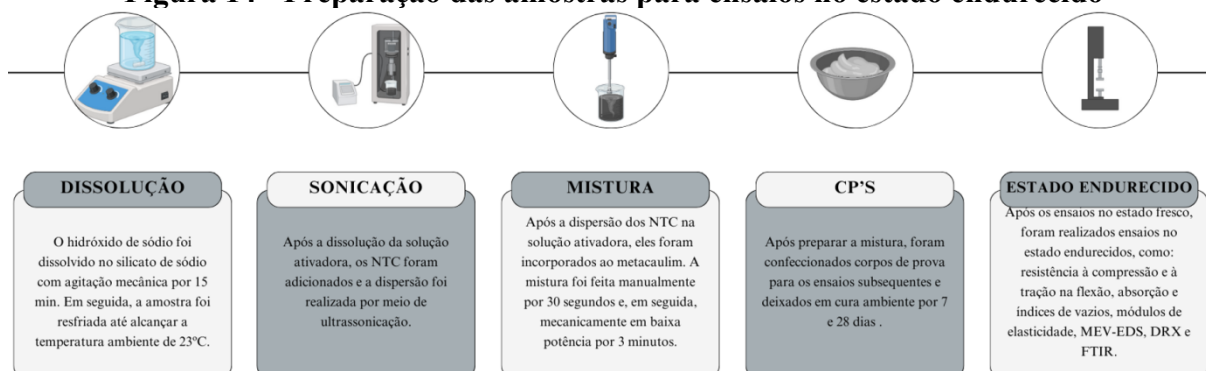 Figura 14 - Preparação das amostras para ensaios no estado endurecido
DISSOLUÇÃO
O hidróxido de sódio foi
dissolvido no silicato de sódio
com agitação mecânica por 15
min. Em seguida, a amostra foi
resfriada até alcançar a
temperatura ambiente de 23ºC.
SONICAÇÃO
Após a dissolução da solução
ativadora, os NTC foram
adicionados e a dispersão foi
realizada por meio de
ultrassonicação.
MISTURA
Após a dispersão dos NTC na
solução ativadora, eles foram
incorporados ao metacaulim. A
mistura foi feita manualmente
por 30 segundos e, em seguida,
mecanicamente em baixa
potência por 3 minutos.
CP'S
Após preparar a mistura, foram
confeccionados corpos de prova
para os ensaios subsequentes e
deixados em cura ambiente por 7
e 28 dias .
ESTADO ENDURECIDO
Após os ensaios no estado fresco,
foram realizados ensaios no
estado endurecidos, como:
resistência à compressão e à
tração na flexão, absorção e
índices de vazios, módulos de
elasticidade, MEV-EDS, DRX e
FTIR.